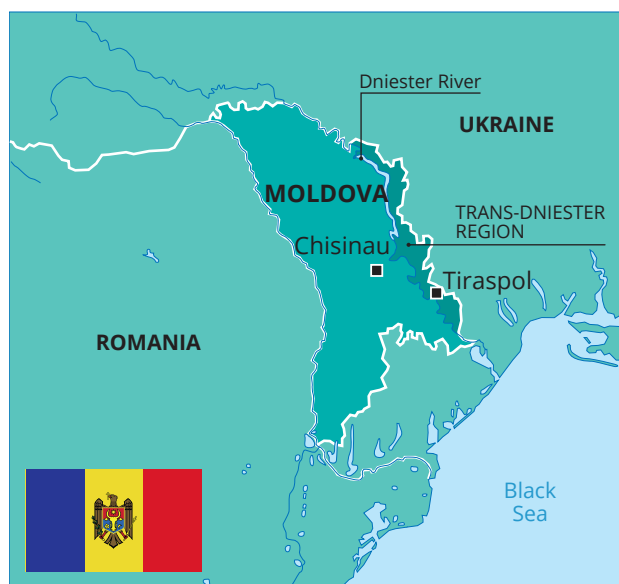 Dniester River
UKRAINE
MOLDOVA
TRANS-DNIESTER
REGION
Chisinau
Tiraspol
ROMANIA
Black
Sea